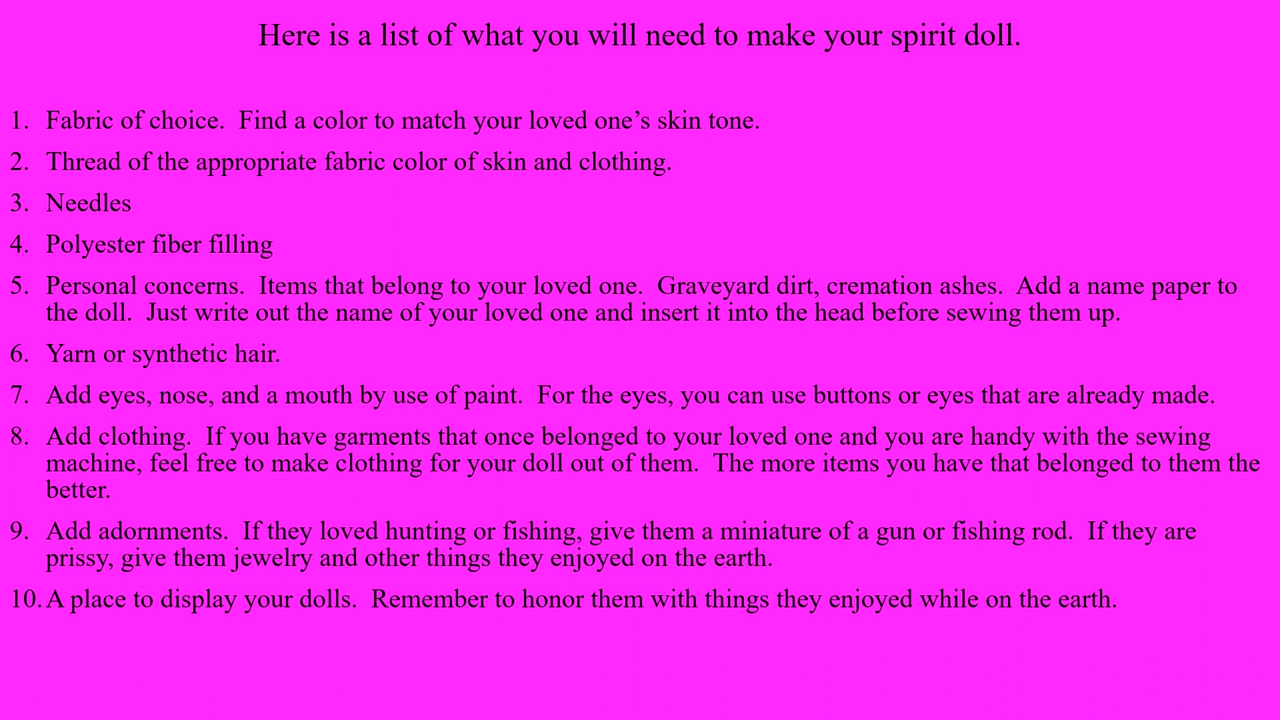 Here is a list of what you will need to make your spirit doll.
1. Fabric of choice.  Find a color to match your loved one’s skin tone.
2. Thread of the appropriate fabric color of skin and clothing.
3. Needles
4. Polyester fiber filling
5. Personal concerns.  Items that belong to your loved one.  Graveyard dirt, cremation ashes.  Add a name paper to
the doll.  Just write out the name of your loved one and insert it into the head before sewing them up.
6. Yarn or synthetic hair.
7. Add eyes, nose, and a mouth by use of paint.  For the eyes, you can use buttons or eyes that are already made.
8. Add clothing.  If you have garments that once belonged to your loved one and you are handy with the sewing
machine, feel free to make clothing for your doll out of them.  The more items you have that belonged to them the
better.
9. Add adornments.  If they loved hunting or fishing, give them a miniature of a gun or fishing rod.  If they are
prissy, give them jewelry and other things they enjoyed on the earth.
10. A place to display your dolls.  Remember to honor them with things they enjoyed while on the earth.